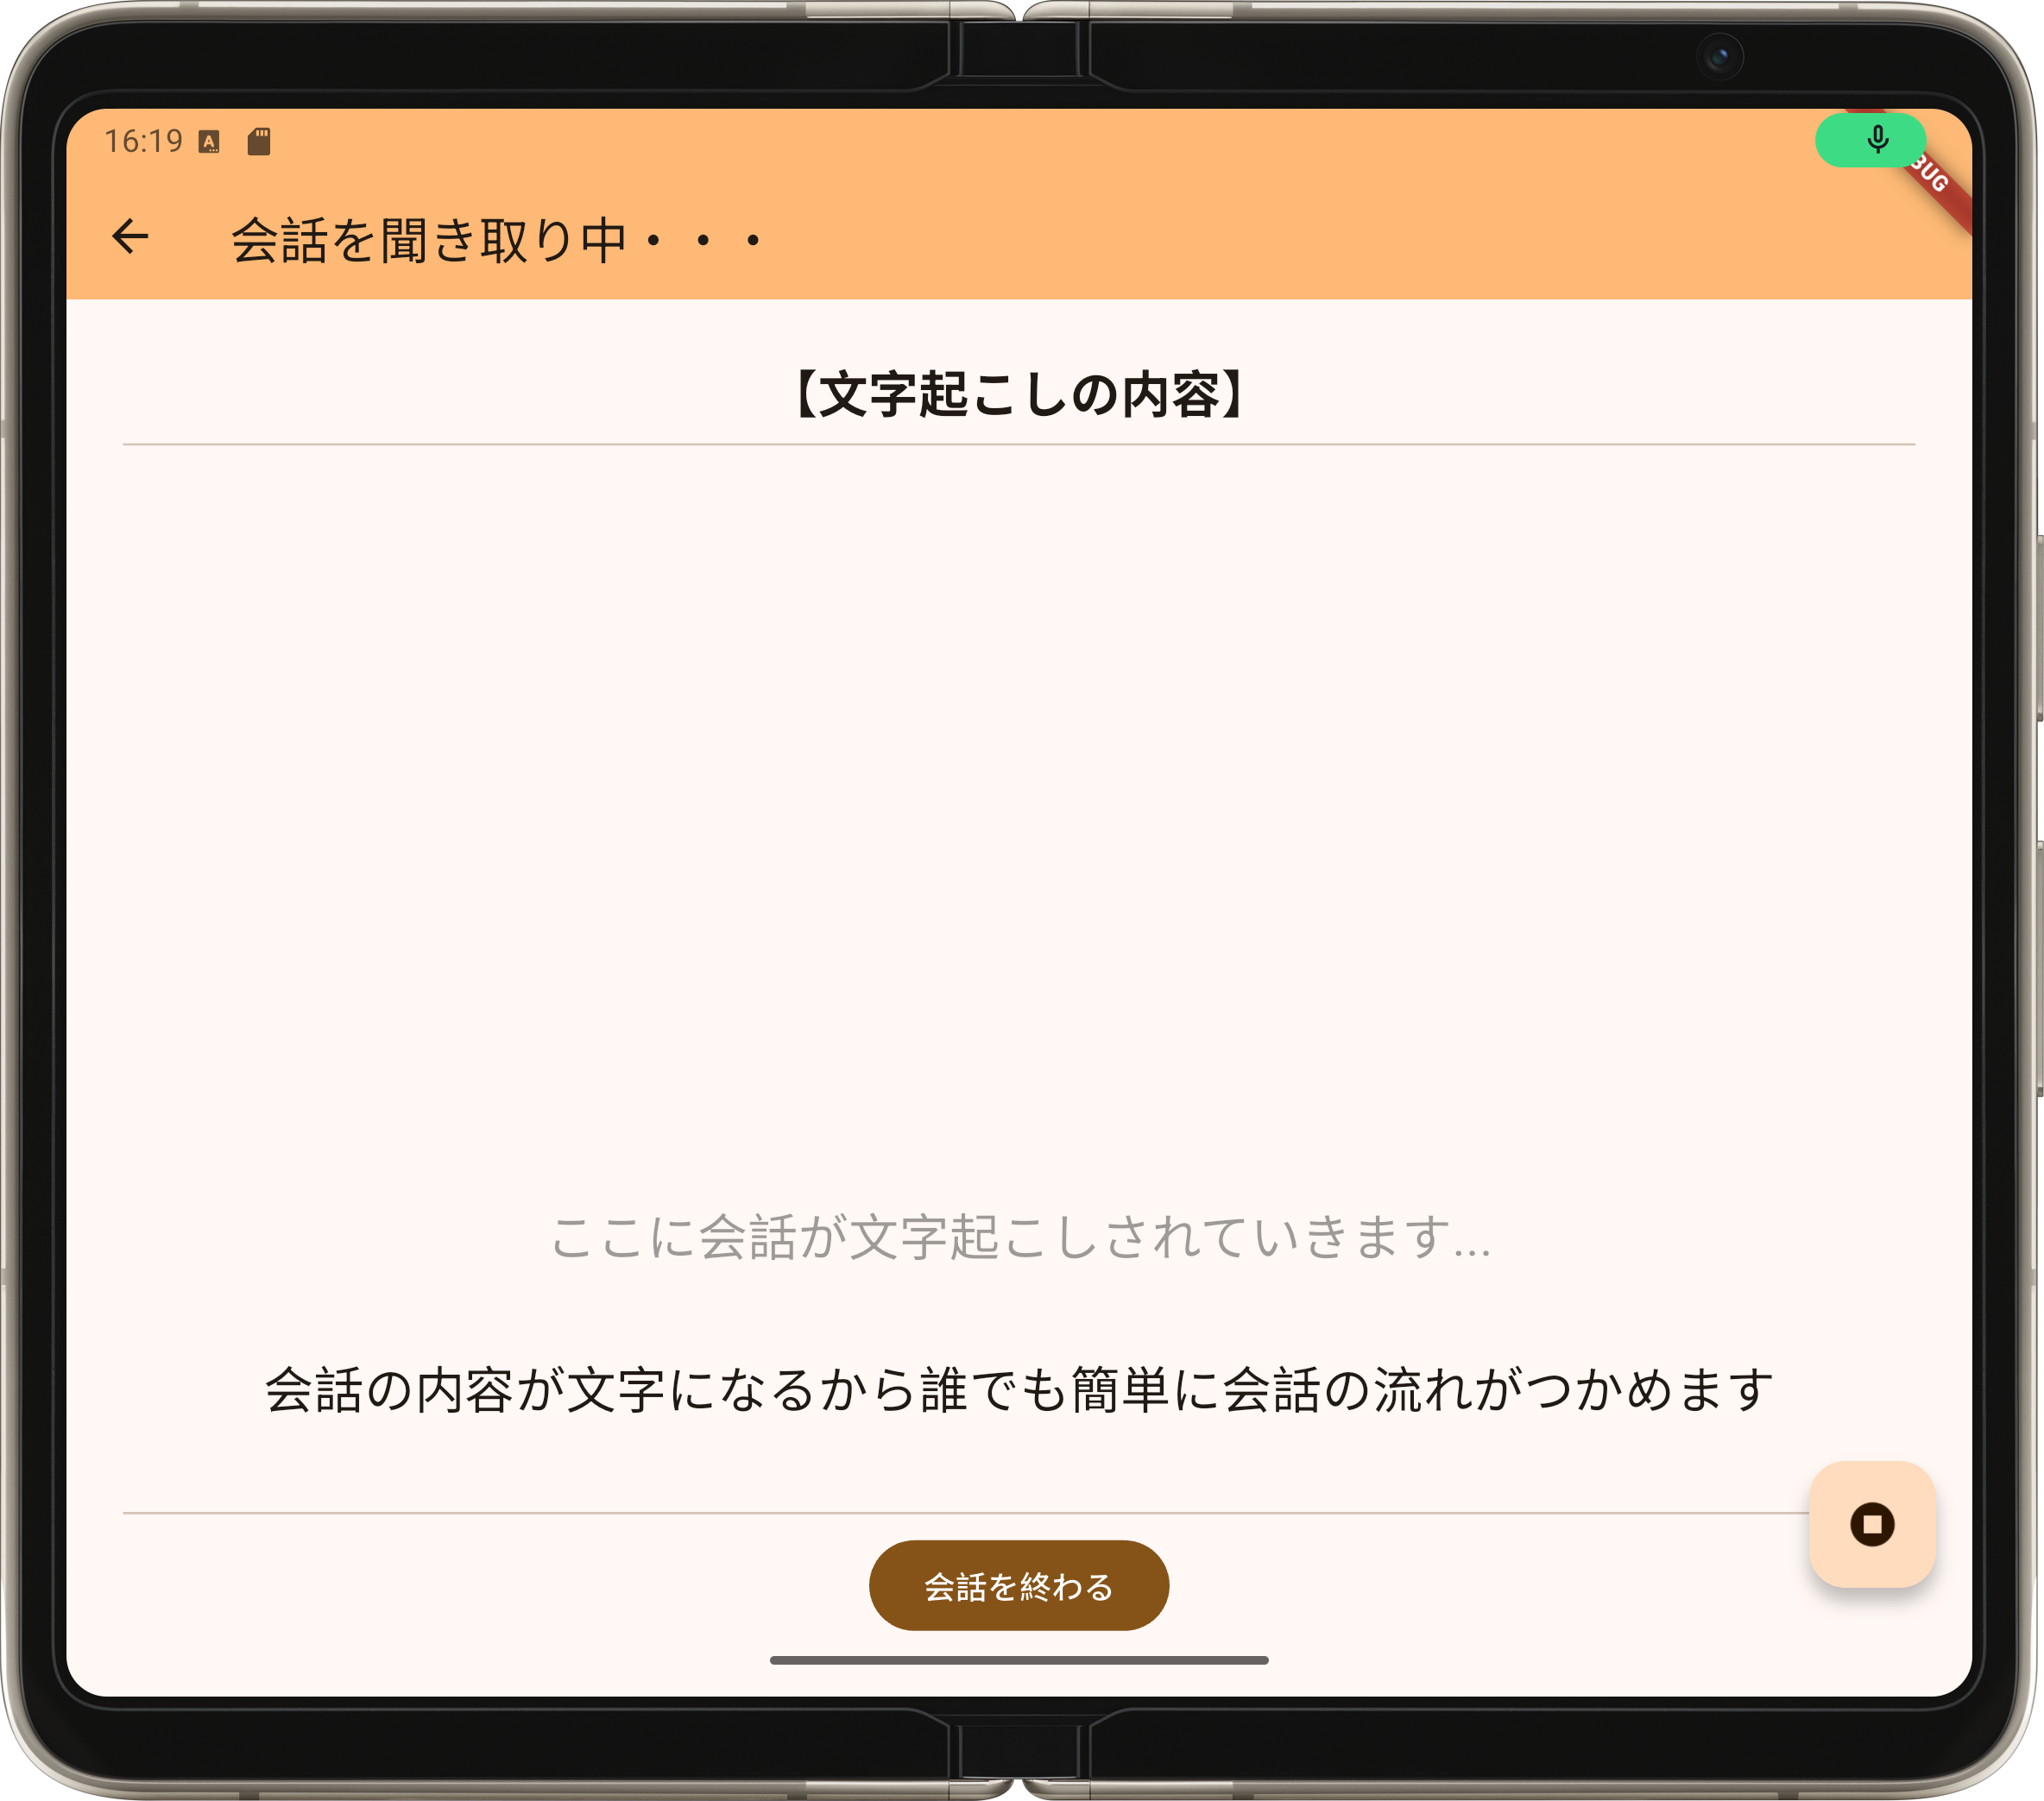 16:19
BUG
会話を聞き取り中・・・
【文字起こしの内容】
ここに会話が文字起こしされていきます...
会話の内容が文字になるから誰でも簡単に会話の流れがつかめます
会話を終わる